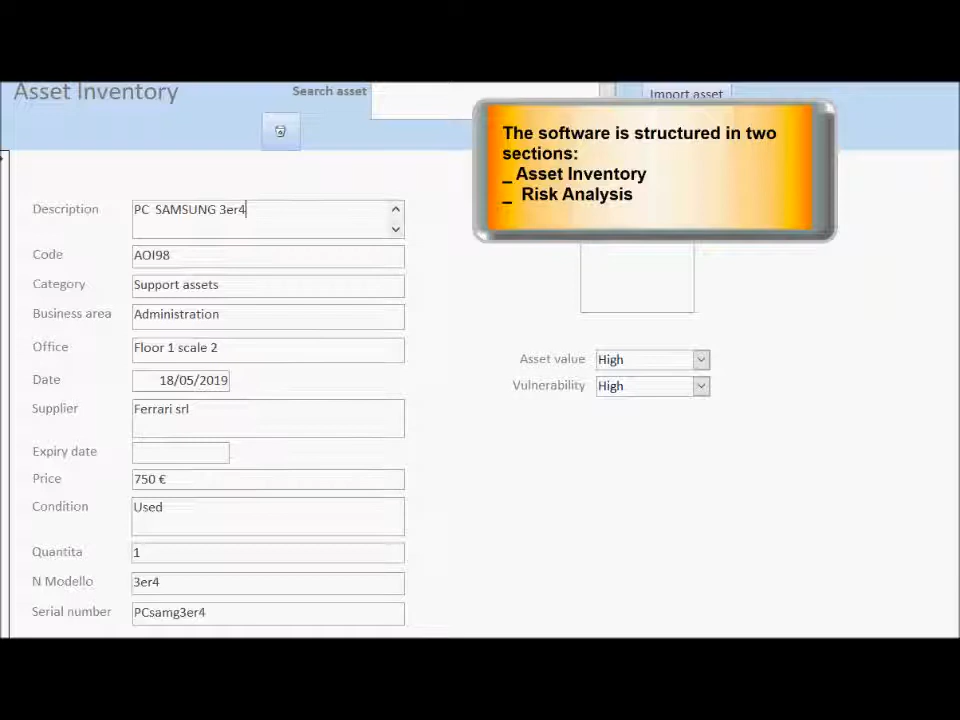 Asset Inventory
Search asset
Import asset
The software is structured in two
sections:
_ Asset Inventory
_ Risk Analysis
Description PC SAMSUNG 3er4
Code AOI98
Category Support assets
Business area Administration
Office Floor 1 scale 2
Date 18/05/2019
Supplier Ferrari srl
Expiry date
Price 750 €
Condition Used
Quantita 1
N Modello 3er4
Serial number PCsamg3er4
Asset value High
Vulnerability High